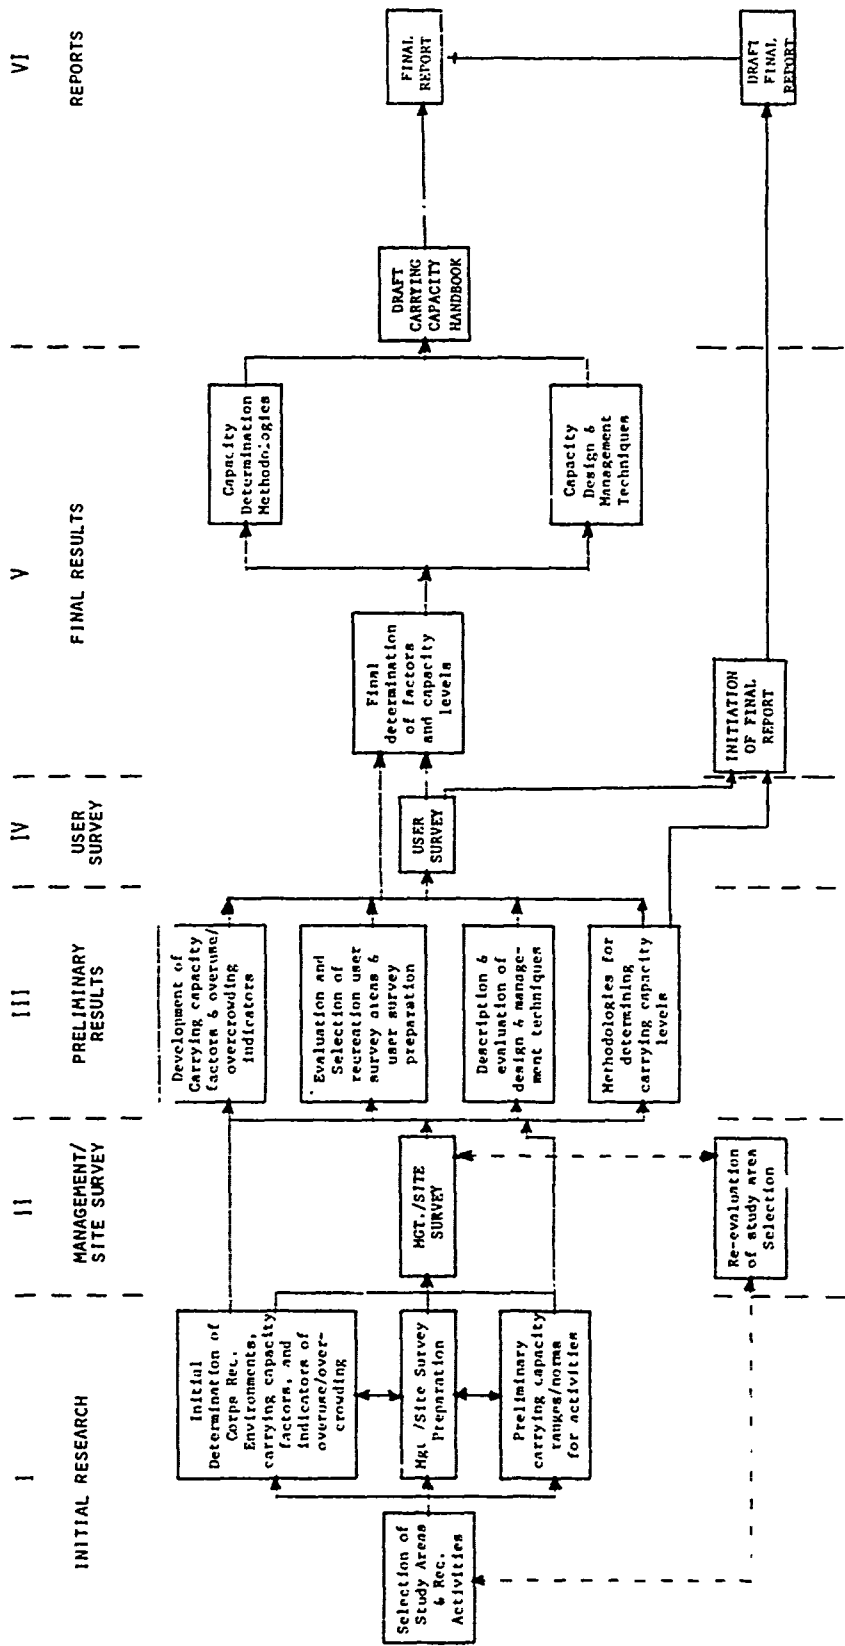 I
INITIAL RESEARCH
II
MANAGEMENT/
SITE SURVEY
III
PRELIMINARY
RESULTS
IV
USER
SURVEY
V
FINAL RESULTS
VI
REPORTS
Selection of
Study Areas
& Rec.
Activities
Initial
Determination of
Corps Rec.
Environments,
carrying capacity
factors, and
indicators of
overuse/over-
crowding
Mgt /Site Survey
Preparation
Preliminary
carrying capacity
ranges/norms
for activities
MGT./SITE
SURVEY
Re-evaluation
of study area
Selection
Development of
Carrying capacity
factors & overuse/
overcrowding
indicators
Evaluation and
Selection of
recreation user
survey areas &
user survey
preparation
Description &
evaluation of
design & manage-
ment techniques
Methodologies for
determining
carrying capacity
levels
USER
SURVEY
Final
determination
of factors
and capacity
levels
INITIATION
OF FINAL
REPORT
Capacity
Determination
Methodologies
Capacity
Design &
Management
Techniques
DRAFT
CARRYING
CAPACITY
HANDBOOK
FINAL
REPORT
DRAFT
FINAL
REPORT